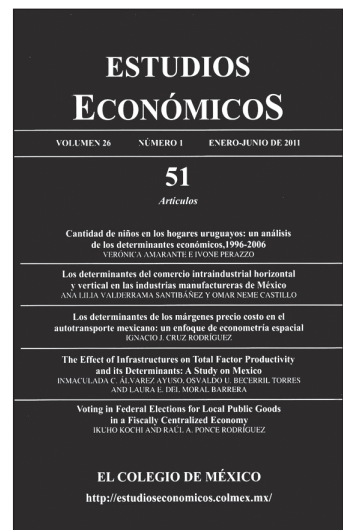 ESTUDIOS
ECONÓMICOS
VOLUMEN 26 NÚMERO 1 ENERO-JUNIO DE 2011
51
Artículos
Cantidad de niños en los hogares uruguayos: un análisis
de los determinantes económicos,1996-2006
VERÓNICA AMARANTE E IVONE PERAZZO
Los determinantes del comercio intraindustrial horizontal
y vertical en las industrias manufactureras de México
ANA LILIA VALDERRAMA SANTIBÁÑEZ Y OMAR NEME CASTILLO
Los determinantes de los márgenes precio costo en el
autotransporte mexicano: un enfoque de econometría espacial
IGNACIO J. CRUZ RODRÍGUEZ
The Effect of Infrastructures on Total Factor Productivity
and its Determinants: A Study on Mexico
INMACULADA C. ÁLVAREZ AYUSO, OSVALDO U. BECERRIL TORRES
AND LAURA E. DEL MORAL BARRERA
Voting in Federal Elections for Local Public Goods
in a Fiscally Centralized Economy
IKUHO KOCHI AND RAÚL A. PONCE RODRÍGUEZ
EL COLEGIO DE MÉXICO
http://estudioseconomicos.colmex.mx/